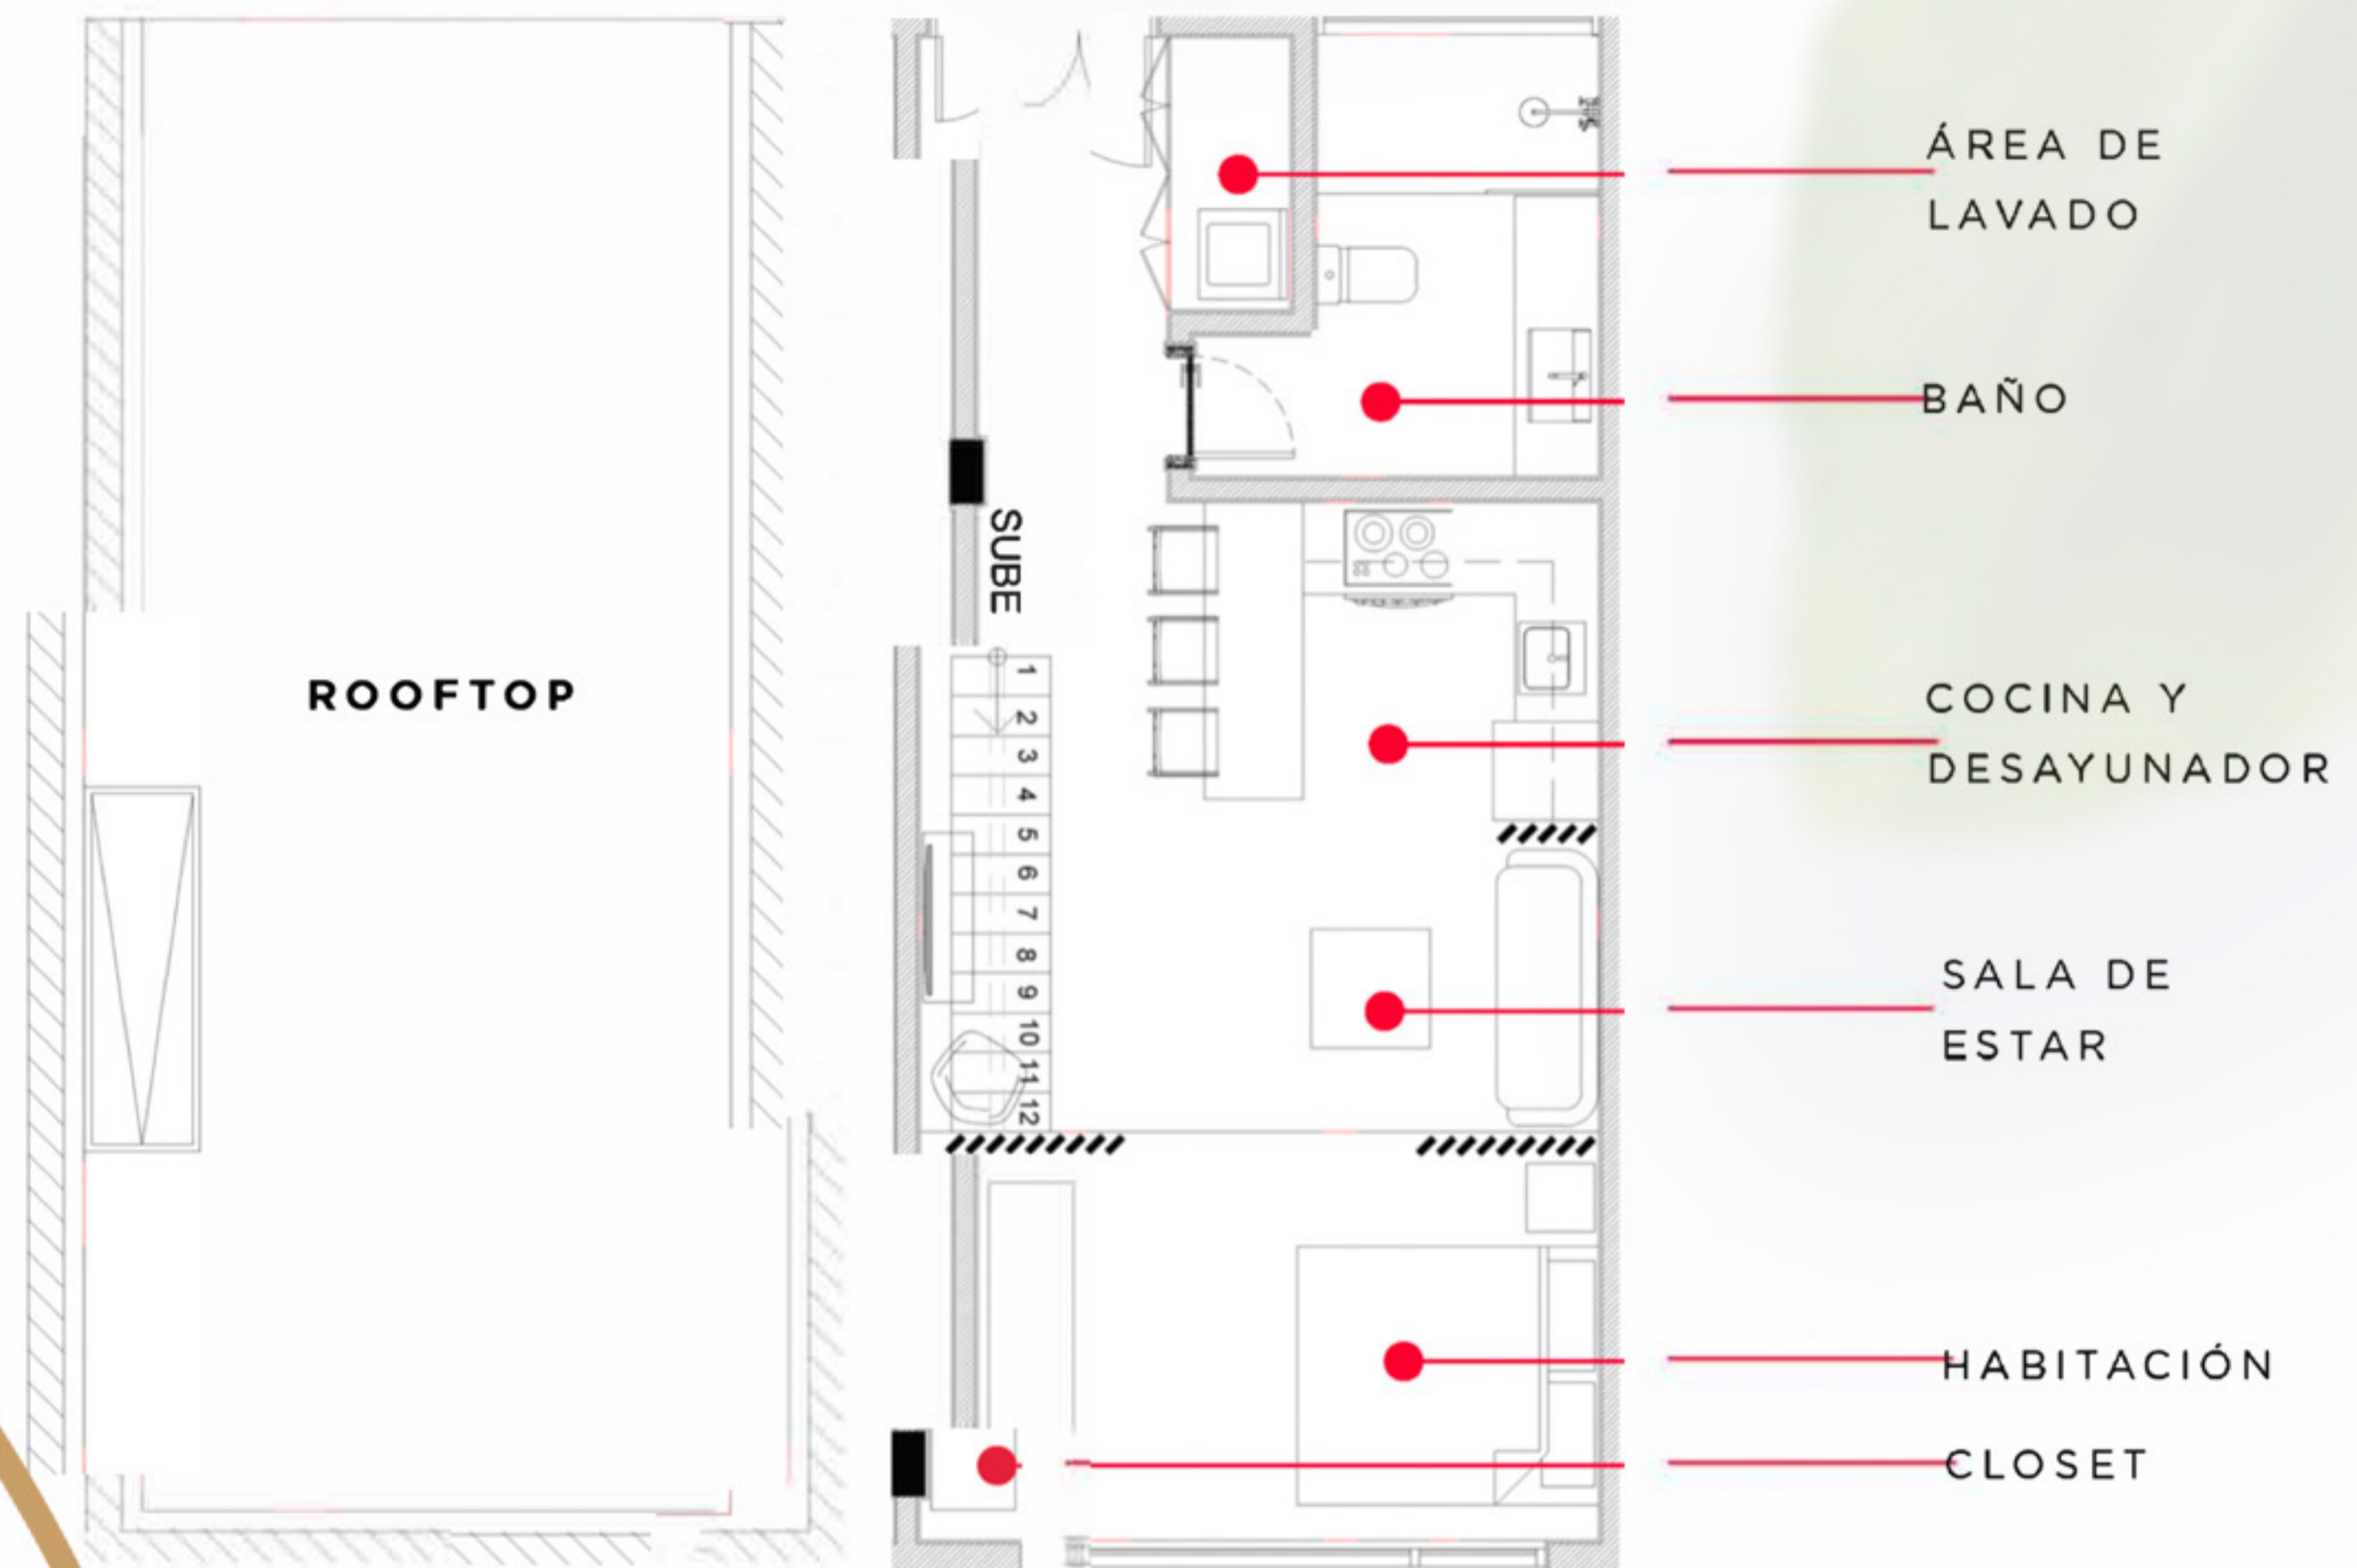 ROOFTOP
SUBE
1
2
3
4
5
6
7
8
9
10
11
12
ÁREA DE
LAVADO
BAÑO
COCINA Y
DESAYUNADOR
SALA DE
ESTAR
HABITACIÓN
CLOSET